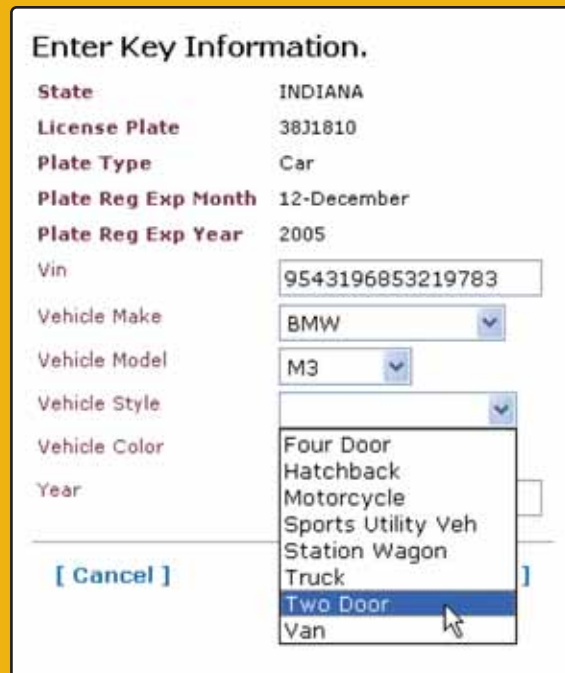 Enter Key Information.
State INDIANA
License Plate 38J1810
Plate Type Car
Plate Reg Exp Month 12-December
Plate Reg Exp Year 2005
Vin 9543196853219783
Vehicle Make BMW
Vehicle Model M3
Vehicle Style
Vehicle Color
Year
Four Door
Hatchback
Motorcycle
Sports Utility Veh
Station Wagon
Truck
Two Door
Van
[ Cancel ] ]